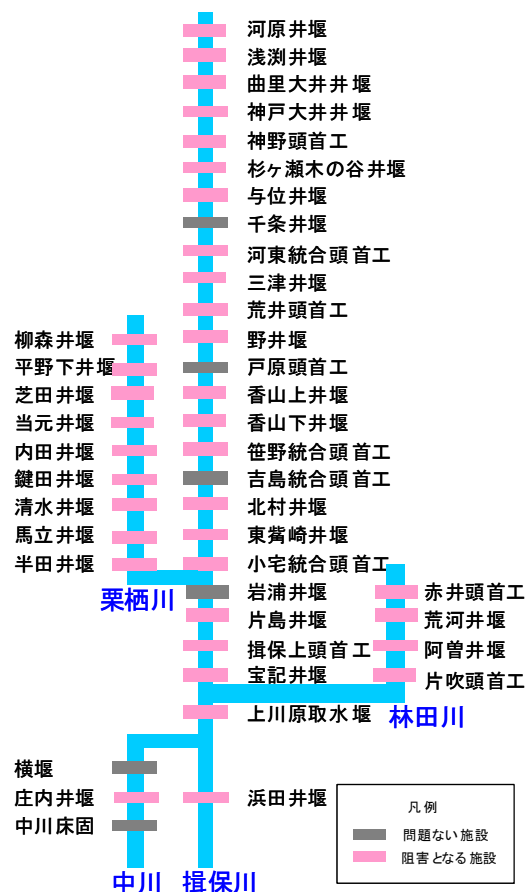 河原井堰
浅渕井堰
曲里大井井堰
神戸大井井堰
神野頭首工
杉ヶ瀬木の谷井堰
与位井堰
千条井堰
河東統合頭首工
三津井堰
荒井頭首工
野井堰
戸原頭首工
香山上井堰
香山下井堰
笹野統合頭首工
吉島統合頭首工
北村井堰
東觜崎井堰
小宅統合頭首工
岩浦井堰
片島井堰
揖保上頭首工
宝記井堰
上川原取水堰
浜田井堰
柳森井堰
平野下井堰
芝田井堰
当元井堰
内田井堰
鍵田井堰
清水井堰
馬立井堰
半田井堰
栗栖川
赤井頭首工
荒河井堰
阿曽井堰
片吹頭首工
林田川
横堰
庄内井堰
中川床固
中川
揖保川
凡例
問題ない施設
阻害となる施設